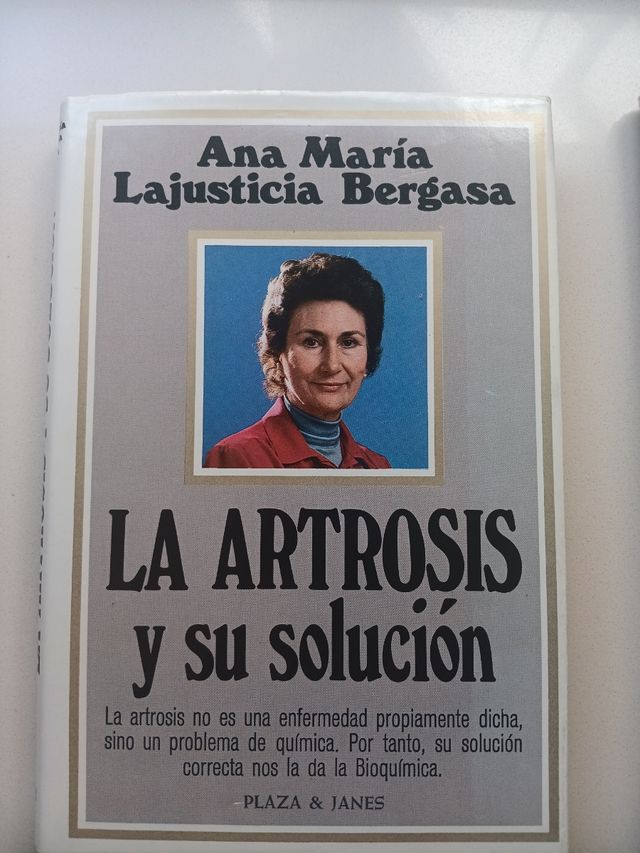 Ana María
Lajusticia Bergasa
LA ARTROSIS
y su solución
La artrosis no es una enfermedad propiamente dicha,
sino un problema de química. Por tanto, su solución
correcta nos la da la Bioquímica.
PLAZA & JANES